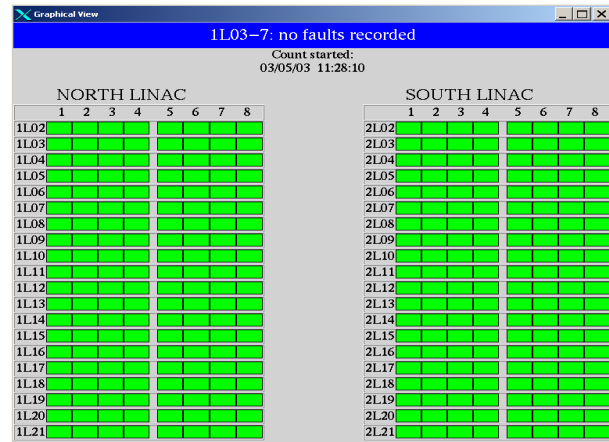 Graphical View
1L03-7: no faults recorded
Count started:
03/05/03 11:28:10
NORTH LINAC SOUTH LINAC
1 2 3 4 5 6 7 8 1 2 3 4 5 6 7 8
1L02 2L02
1L03 2L03
1L04 2L04
1L05 2L05
1L06 2L06
1L07 2L07
1L08 2L08
1L09 2L09
1L10 2L10
1L11 2L11
1L12 2L12
1L13 2L13
1L14 2L14
1L15 2L15
1L16 2L16
1L17 2L17
1L18 2L18
1L19 2L19
1L20 2L20
1L21 2L21